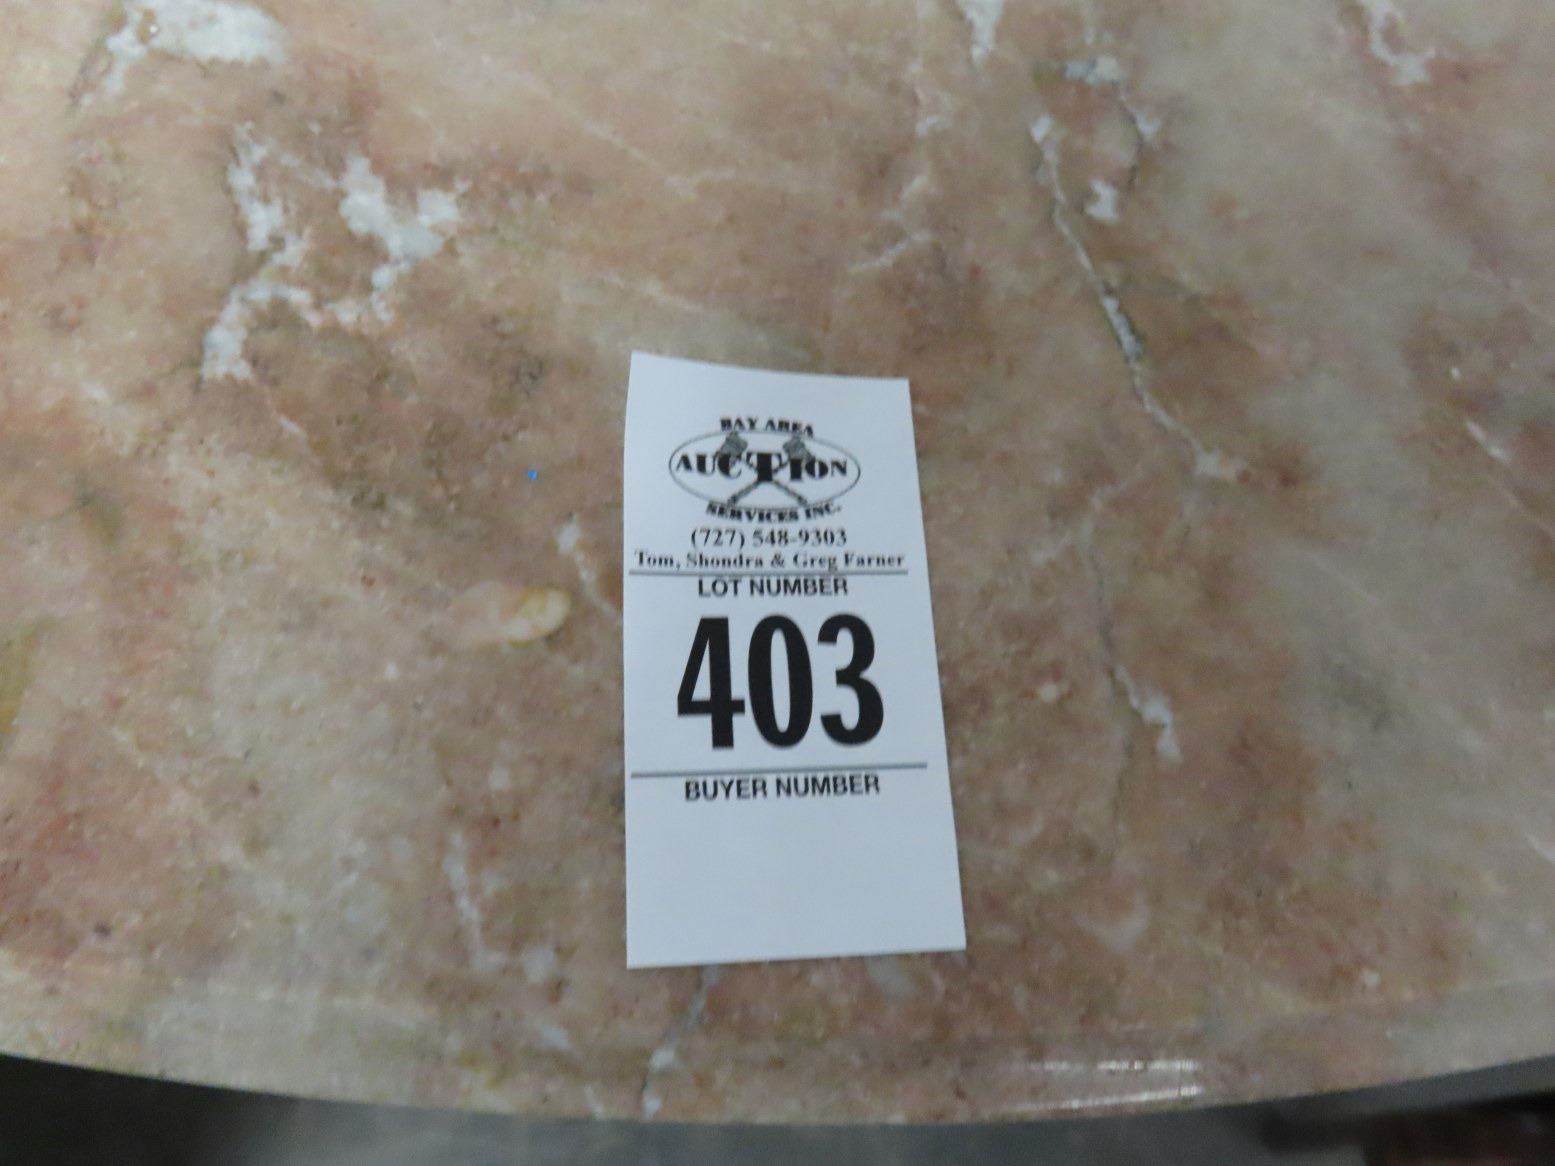 BAY AREA
AUCTION
SERVICES INC.
(727) 548-9303
Tom, Shondra & Greg Farner
LOT NUMBER
403
BUYER NUMBER